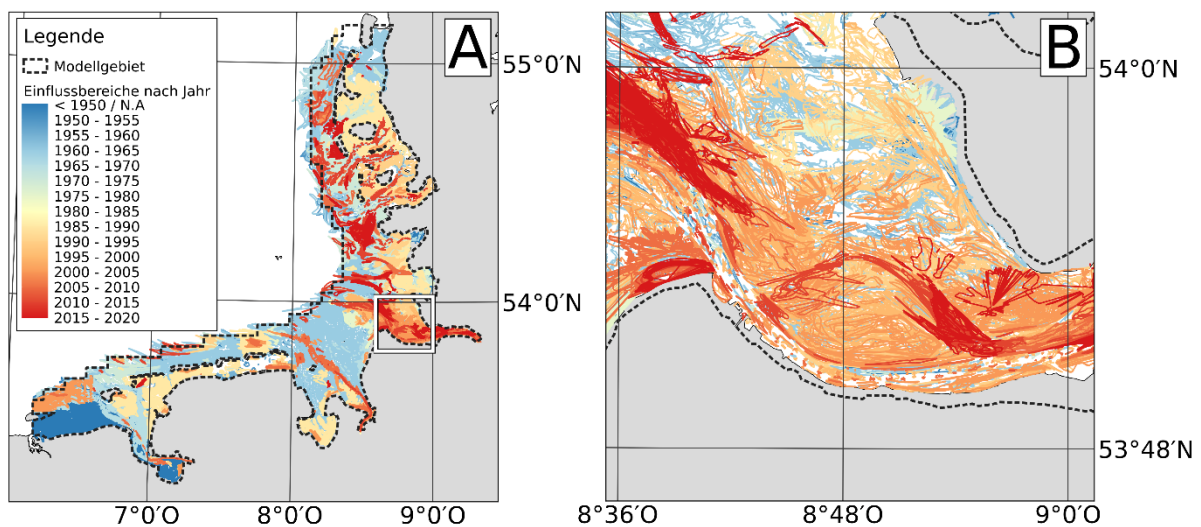 Legende
Modellgebiet
Einflussbereiche nach Jahr
< 1950 / N.A
1950 - 1955
1955 - 1960
1960 - 1965
1965 - 1970
1970 - 1975
1975 - 1980
1980 - 1985
1985 - 1990
1990 - 1995
1995 - 2000
2000 - 2005
2005 - 2010
2010 - 2015
2015 - 2020
A
55°0′N
54°0′N
7°0′O
8°0′O
9°0′O
B
54°0′N
53°48′N
8°36′O
8°48′O
9°0′O